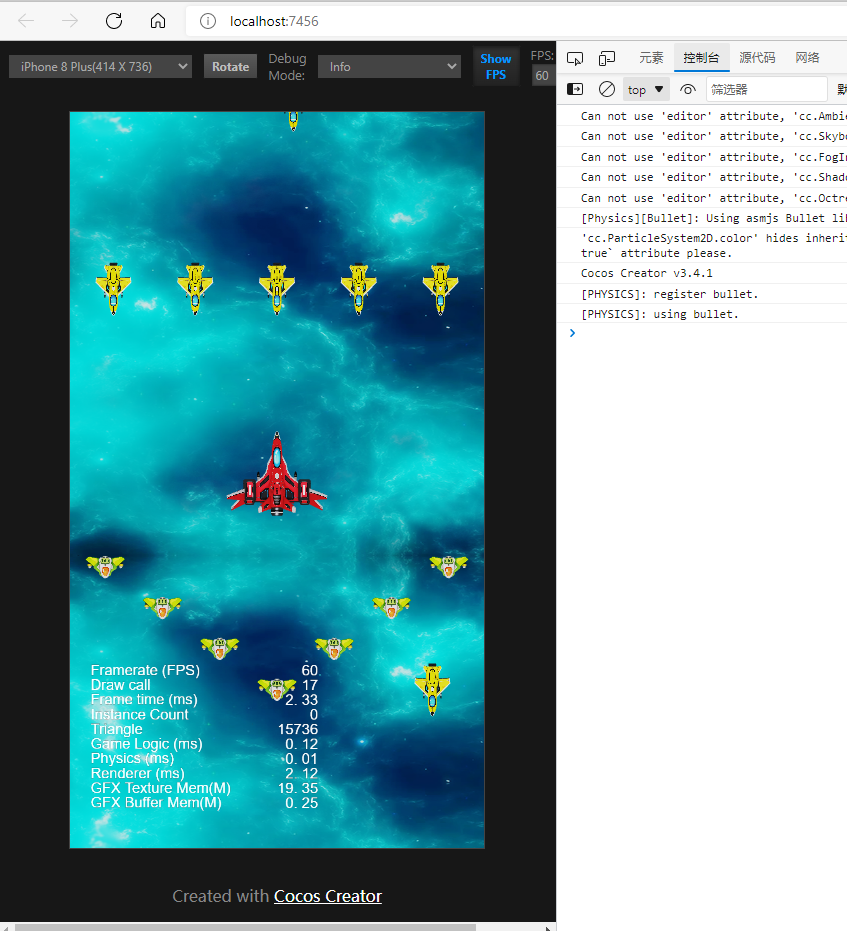 localhost:7456
iPhone 8 Plus(414 X 736)
Rotate
Debug
Mode:
Info
Show
FPS
FPS:
60
元素
控制台
源代码
网络
top
筛选器
Can not use 'editor' attribute, 'cc.Ambie
Can not use 'editor' attribute, 'cc.Skybo
Can not use 'editor' attribute, 'cc.FogIn
Can not use 'editor' attribute, 'cc.Shado
Can not use 'editor' attribute, 'cc.Octre
[Physics][Bullet]: Using asmjs Bullet li
'cc.ParticleSystem2D.color' hides inherit
true` attribute please.
Cocos Creator v3.4.1
[PHYSICS]: register bullet.
[PHYSICS]: using bullet.
Framerate (FPS) 60
Draw call 17
Frame time (ms) 2. 33
Instance Count 0
Triangle 15736
Game Logic (ms) 0. 12
Physics (ms) 0. 01
Renderer (ms) 2. 12
GFX Texture Mem(M) 19. 35
GFX Buffer Mem(M) 0. 25
Created with Cocos Creator